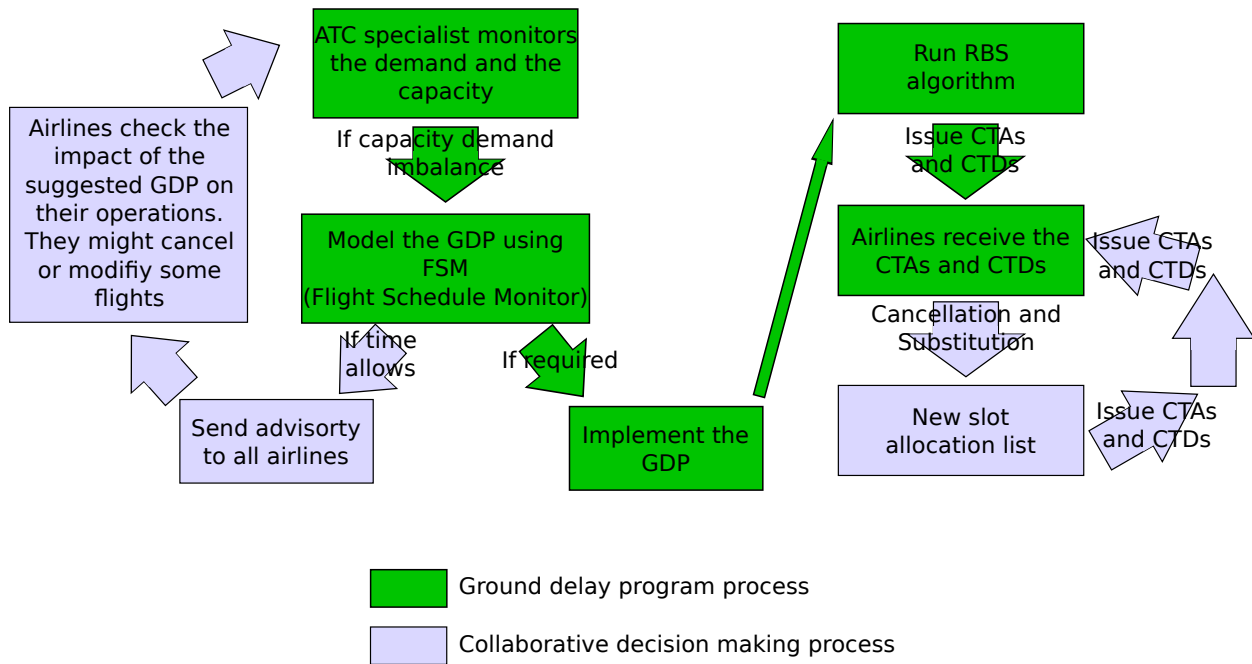 ATC specialist monitors
the demand and the
capacity
If capacity demand
imbalance
Airlines check the
impact of the
suggested GDP on
their operations.
They might cancel
or modifiy some
flights
Model the GDP using
FSM
(Flight Schedule Monitor)
If time
allows
If required
Send advisorty
to all airlines
Implement the
GDP
Run RBS
algorithm
Issue CTAs
and CTDs
Airlines receive the
CTAs and CTDs
Issue CTAs
and CTDs
Cancellation and
Substitution
New slot
allocation list
Issue CTAs
and CTDs
Ground delay program process
Collaborative decision making process